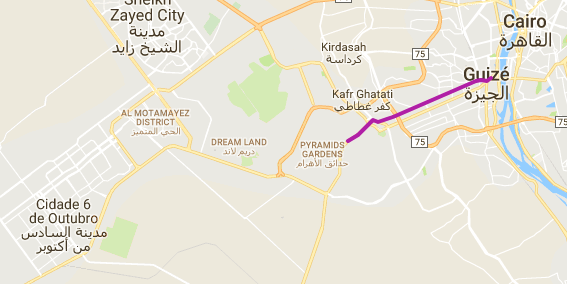 Sheikh
Zayed City
مدينة
الشيخ زايد
Cairo
القاهرة
Kirdasah
كرداسة
75
Guizé
الجيزة
Kafr Ghatati
كفر غطاطي
75
AL MOTAMAYEZ
DISTRICT
الحي المتميز
DREAM LAND
دريم لاند
PYRAMIDS
GARDENS
حدائق الأهرام
75
Cidade 6
de Outubro
مدينة السادس
من أكتوبر